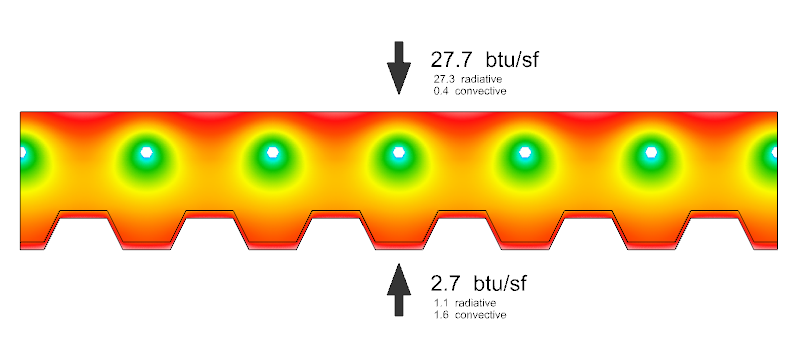 27.7 btu/sf
27.3 radiative
0.4 convective
2.7 btu/sf
1.1 radiative
1.6 convective